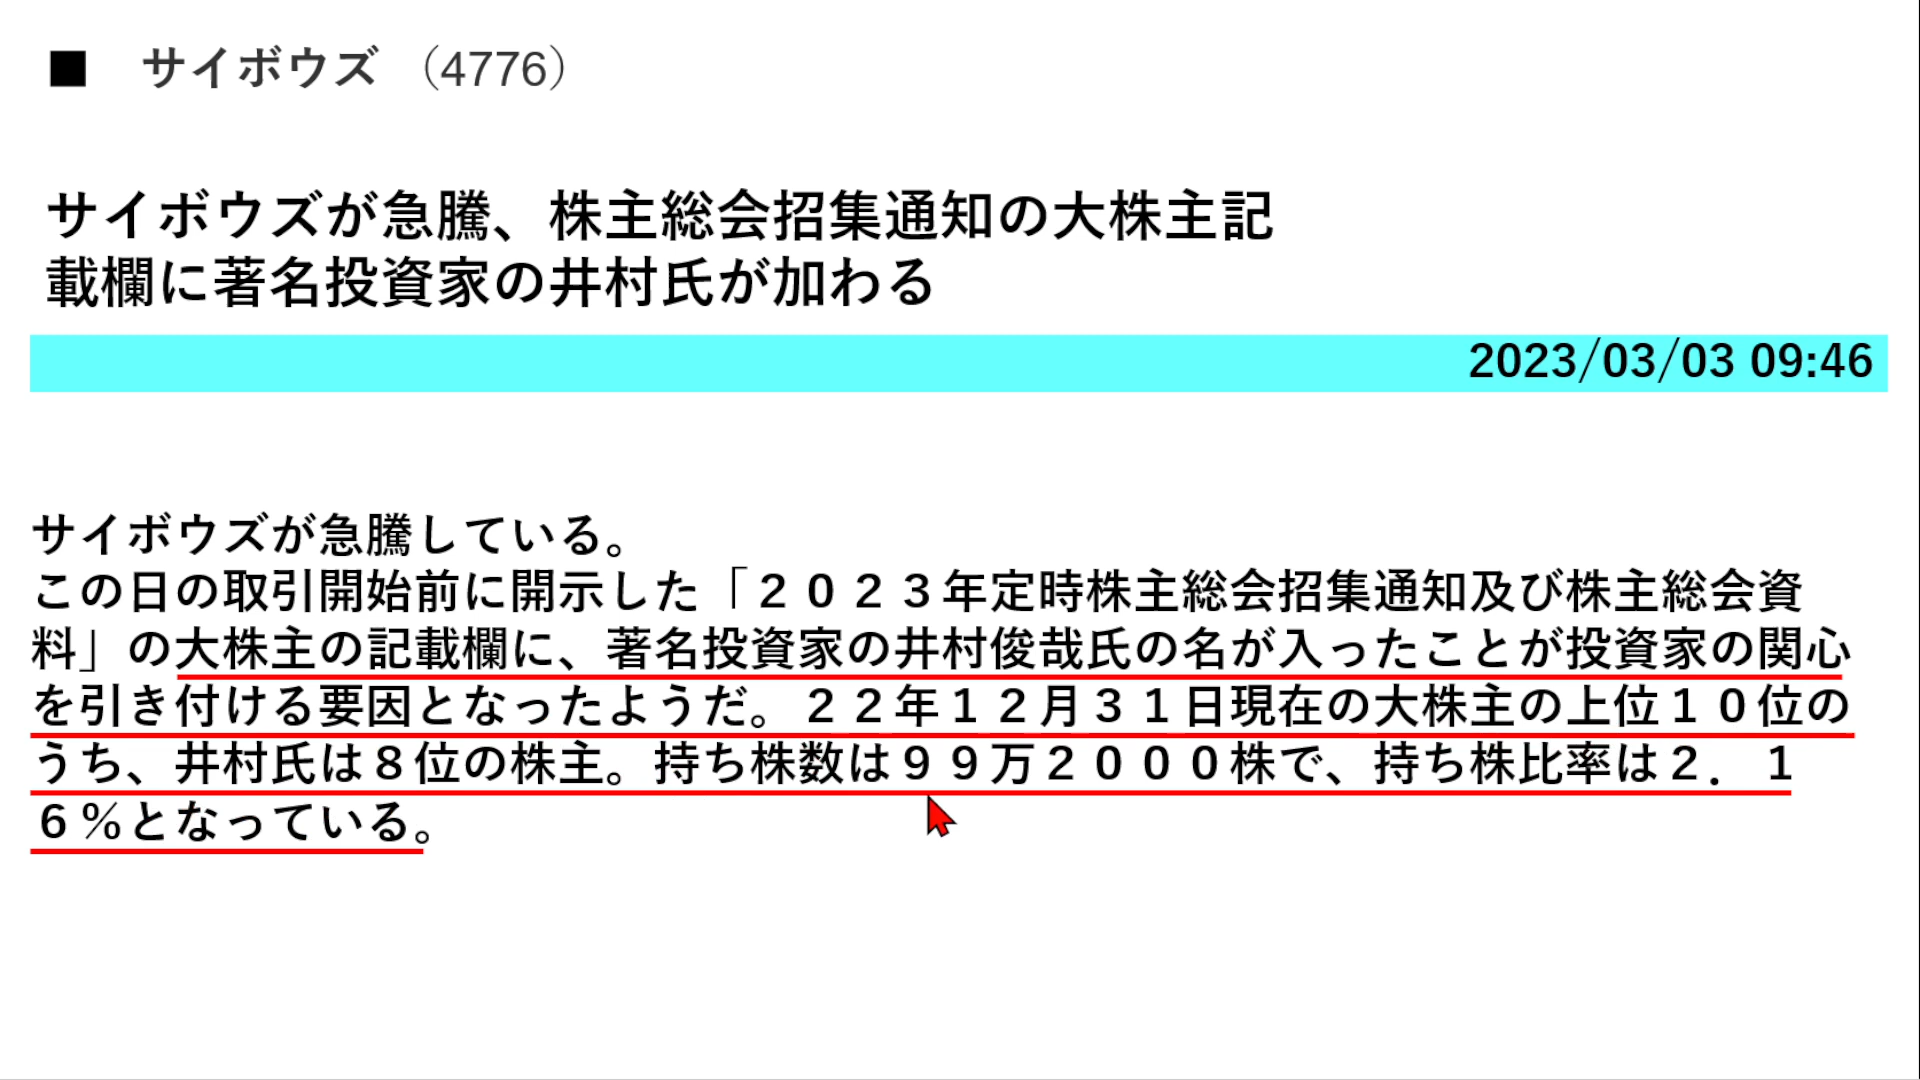 ■　サイボウズ （4776）
サイボウズが急騰、株主総会招集通知の大株主記
載欄に著名投資家の井村氏が加わる
2023/03/03 09:46
サイボウズが急騰している。
この日の取引開始前に開示した「２０２３年定時株主総会招集通知及び株主総会資
料」の大株主の記載欄に、著名投資家の井村俊哉氏の名が入ったことが投資家の関心
を引き付ける要因となったようだ。２２年１２月３１日現在の大株主の上位１０位の
うち、井村氏は８位の株主。持ち株数は９９万２０００株で、持ち株比率は２．１
６％となっている。